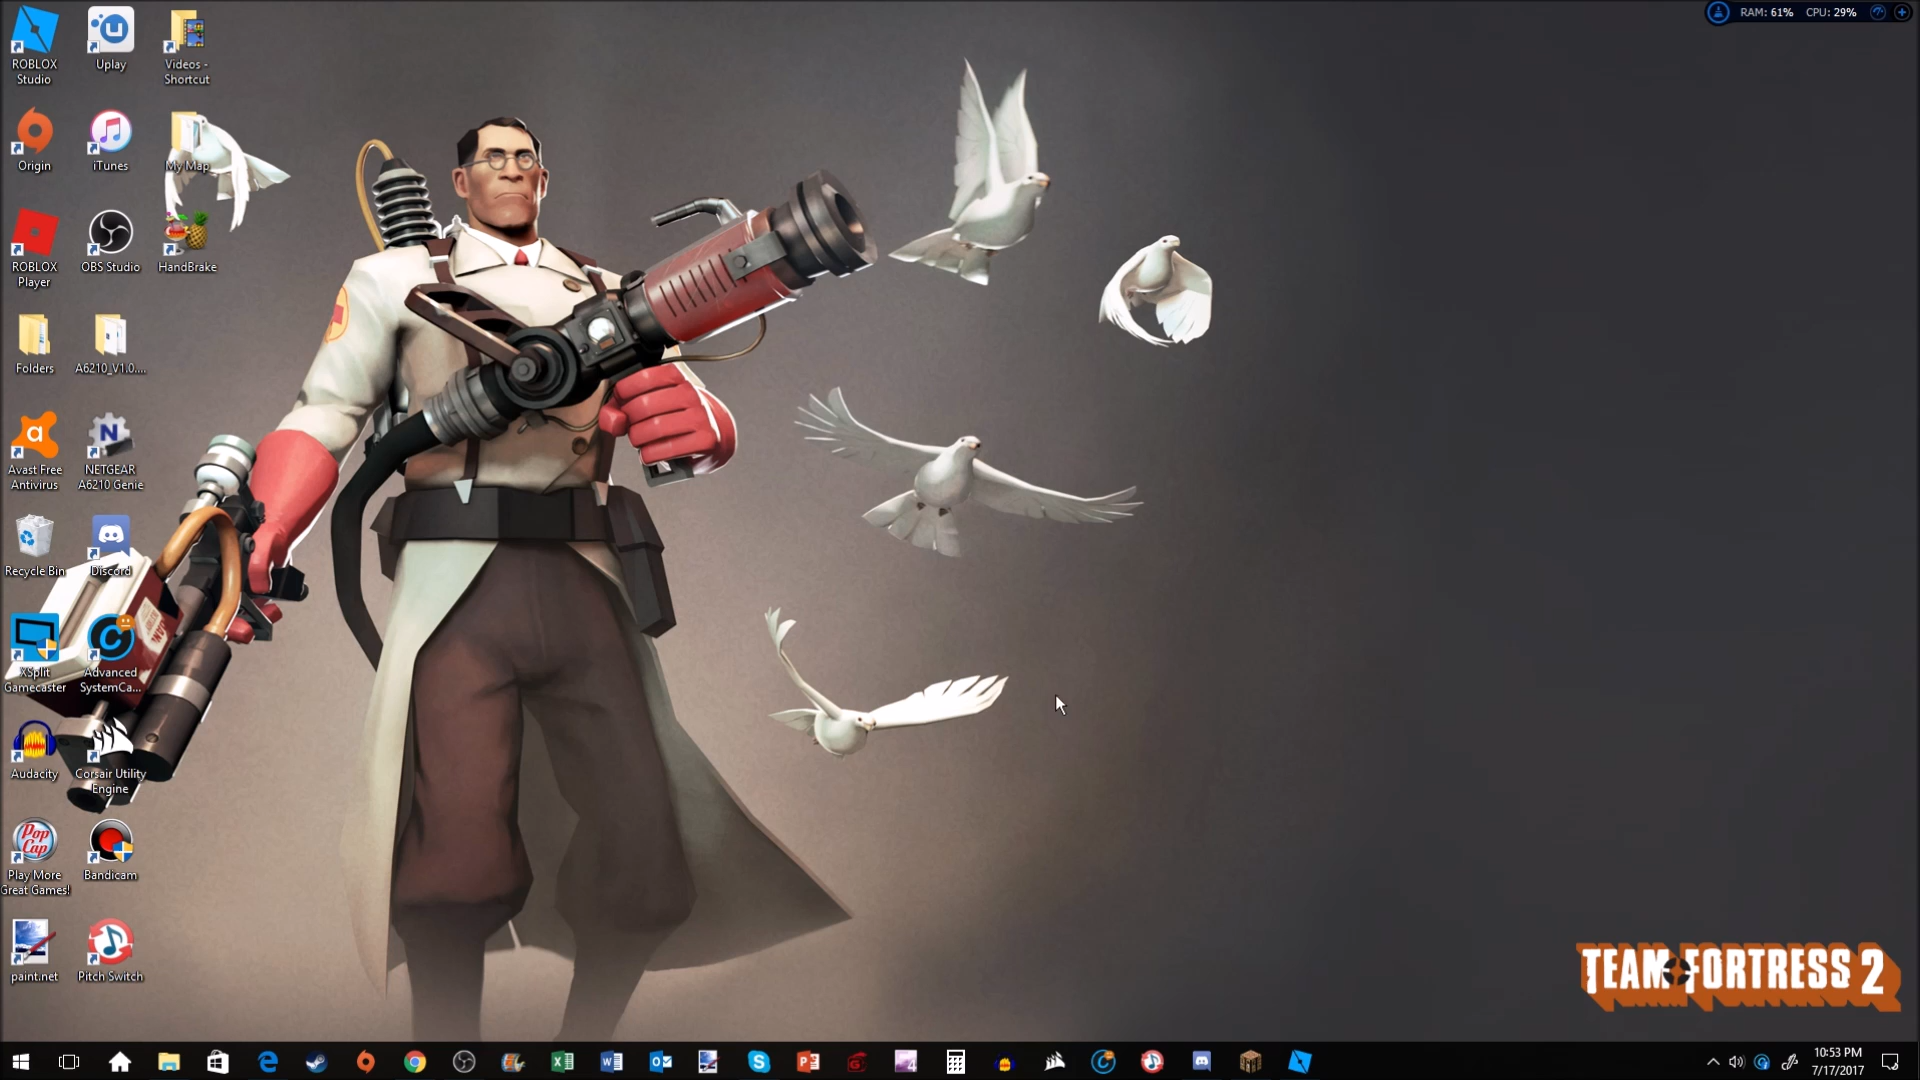 RAM: 61% CPU: 29%
ROBLOX
Studio
Uplay
Videos -
Shortcut
Origin
iTunes
My Map
ROBLOX
Player
OBS Studio
HandBrake
Folders
A6210_V1.0....
Avast Free
Antivirus
NETGEAR
A6210 Genie
Recycle Bin
Discord
XSplit
Gamecaster
Advanced
SystemCa...
Audacity
Corsair Utility
Engine
Pop
Cap
Play More
Great Games!
Bandicam
paint.net
Pitch Switch
TEAM FORTRESS 2
10:53 PM
7/17/2017